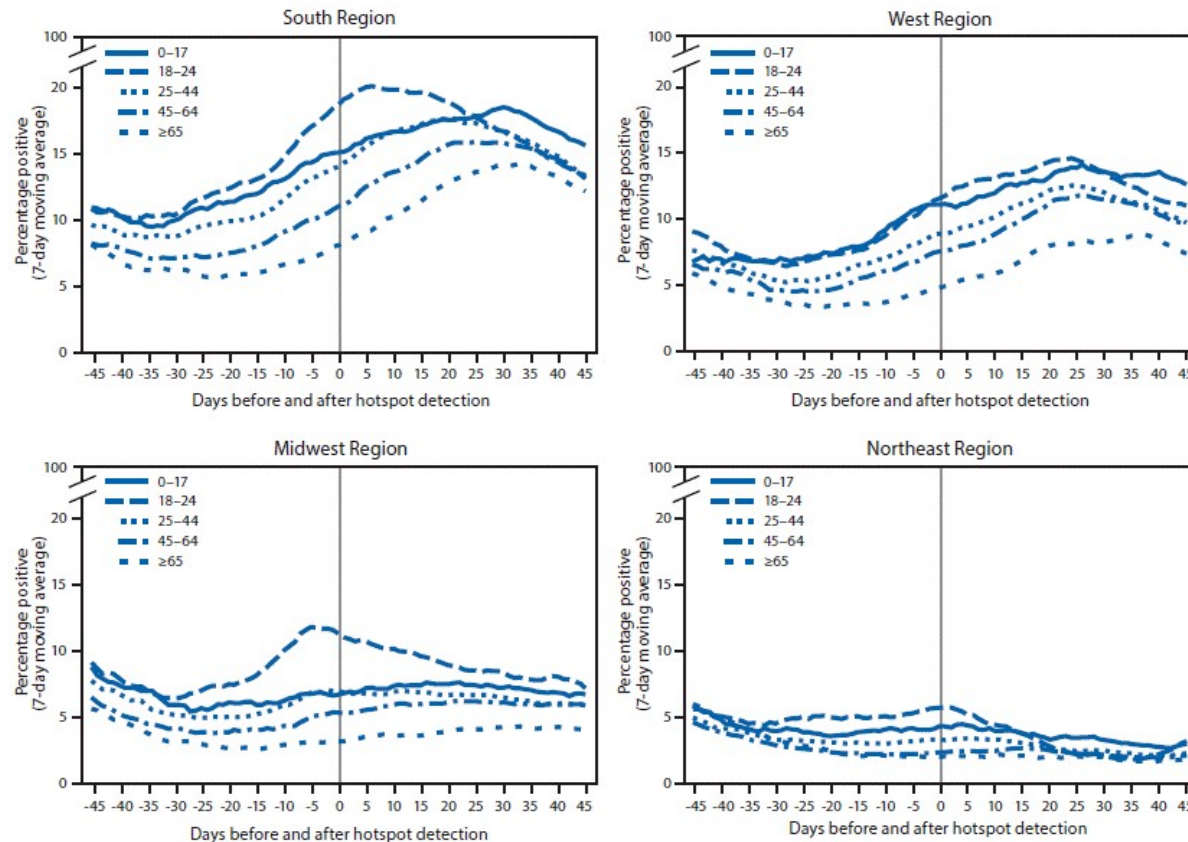 South Region
100
20
15
10
5
0
Percentage positive
(7-day moving average)
0–17
18–24
25–44
45–64
≥65
-45 -40 -35 -30 -25 -20 -15 -10 -5 0 5 10 15 20 25 30 35 40 45
Days before and after hotspot detection
West Region
100
20
15
10
5
0
Percentage positive
(7-day moving average)
0–17
18–24
25–44
45–64
≥65
-45 -40 -35 -30 -25 -20 -15 -10 -5 0 5 10 15 20 25 30 35 40 45
Days before and after hotspot detection
Midwest Region
100
20
15
10
5
0
Percentage positive
(7-day moving average)
0–17
18–24
25–44
45–64
≥65
-45 -40 -35 -30 -25 -20 -15 -10 -5 0 5 10 15 20 25 30 35 40 45
Days before and after hotspot detection
Northeast Region
100
20
15
10
5
0
Percentage positive
(7-day moving average)
0–17
18–24
25–44
45–64
≥65
-45 -40 -35 -30 -25 -20 -15 -10 -5 0 5 10 15 20 25 30 35 40 45
Days before and after hotspot detection